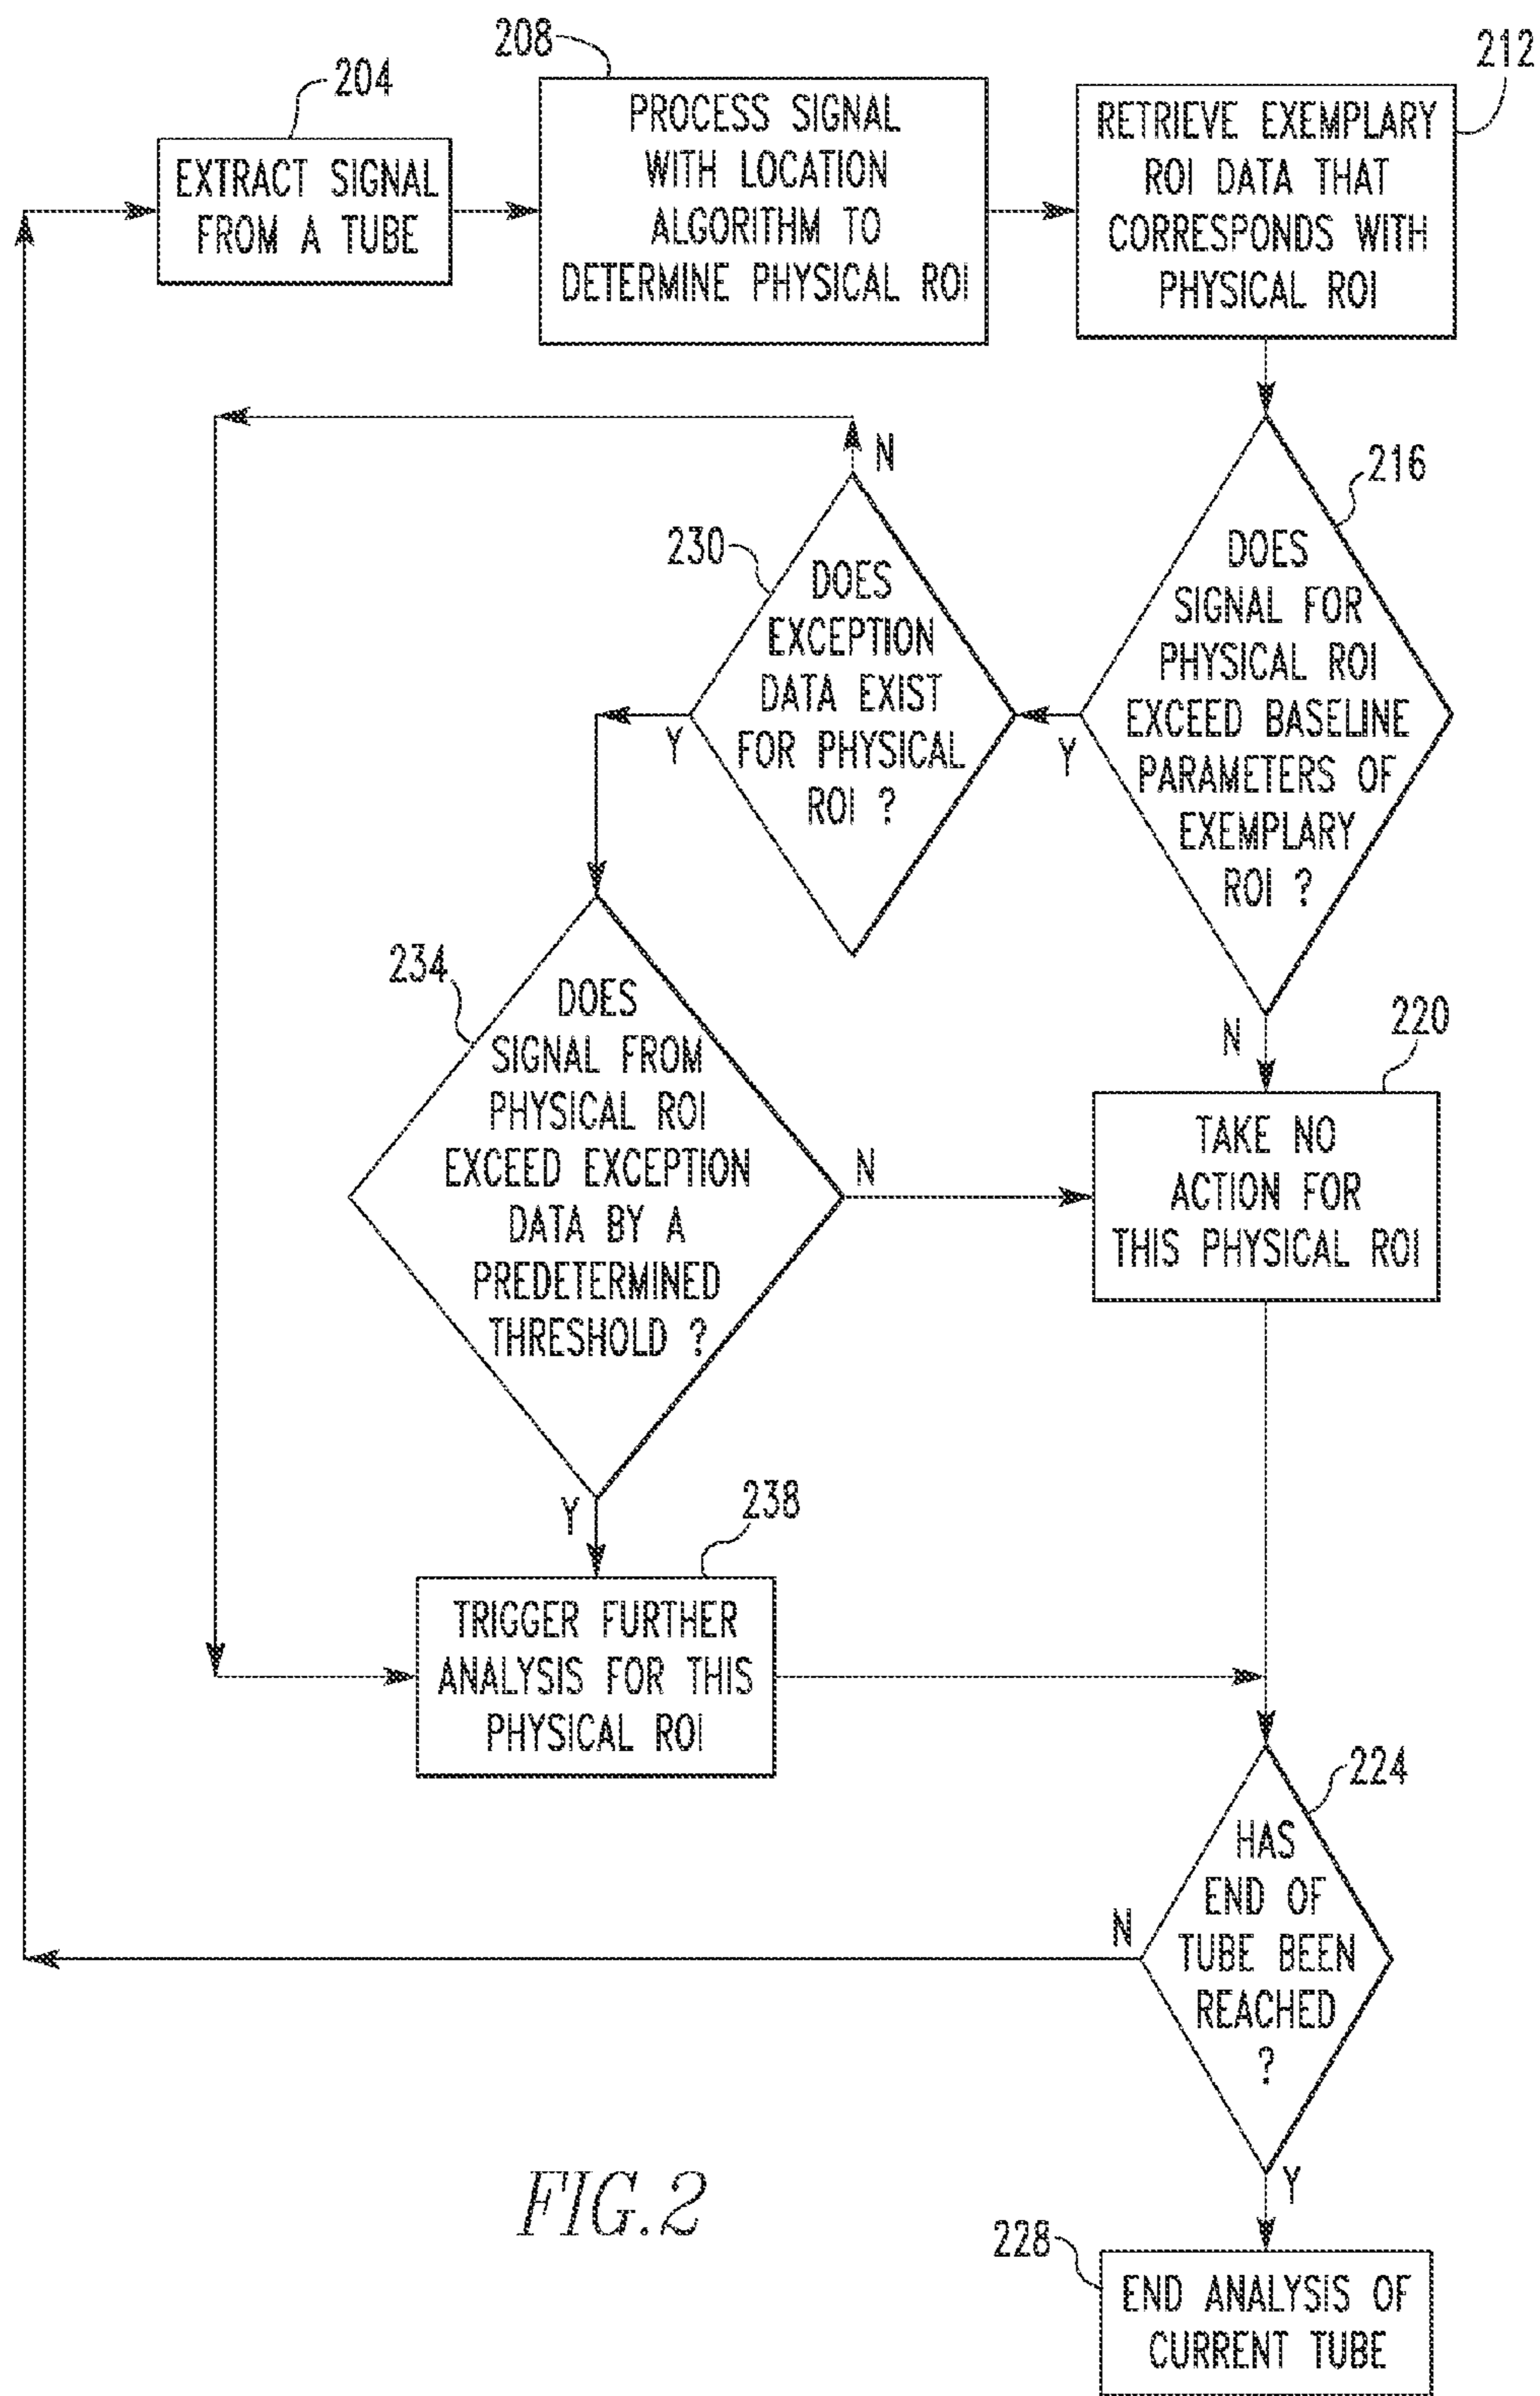 204
EXTRACT SIGNAL
FROM A TUBE
208
PROCESS SIGNAL
WITH LOCATION
ALGORITHM TO
DETERMINE PHYSICAL ROI
212
RETRIEVE EXEMPLARY
ROI DATA THAT
CORRESPONDS WITH
PHYSICAL ROI
216
DOES
SIGNAL FOR
PHYSICAL ROI
EXCEED BASELINE
PARAMETERS OF
EXEMPLARY
ROI ?
Y
N
230
DOES
EXCEPTION
DATA EXIST
FOR PHYSICAL
ROI ?
N
Y
234
DOES
SIGNAL FROM
PHYSICAL ROI
EXCEED EXCEPTION
DATA BY A
PREDETERMINED
THRESHOLD ?
N
Y
220
TAKE NO
ACTION FOR
THIS PHYSICAL ROI
238
TRIGGER FURTHER
ANALYSIS FOR THIS
PHYSICAL ROI
224
HAS
END OF
TUBE BEEN
REACHED
?
N
Y
228
END ANALYSIS OF
CURRENT TUBE
FIG.2